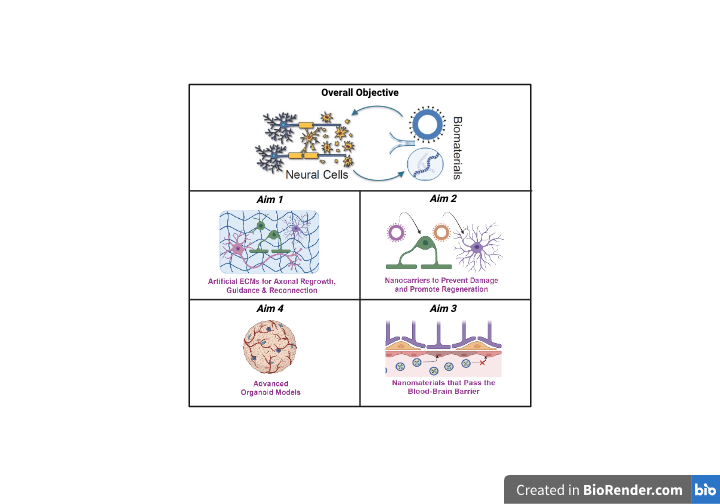 Overall Objective
Biomaterials
Neural Cells
Aim 1
Artificial ECMs for Axonal Regrowth,
Guidance & Reconnection
Aim 2
Nanocarriers to Prevent Damage
and Promote Regeneration
Aim 4
Advanced
Organoid Models
Aim 3
Nanomaterials that Pass the
Blood-Brain Barrier
Created in BioRender.com bio